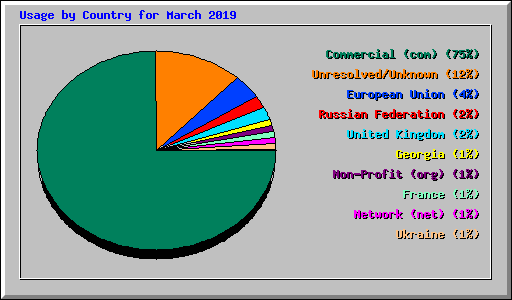 Usage by Country for March 2019
Commercial (com) (75%)
Unresolved/Unknown (12%)
European Union (4%)
Russian Federation (2%)
United Kingdom (2%)
Georgia (1%)
Non-Profit (org) (1%)
France (1%)
Network (net) (1%)
Ukraine (1%)